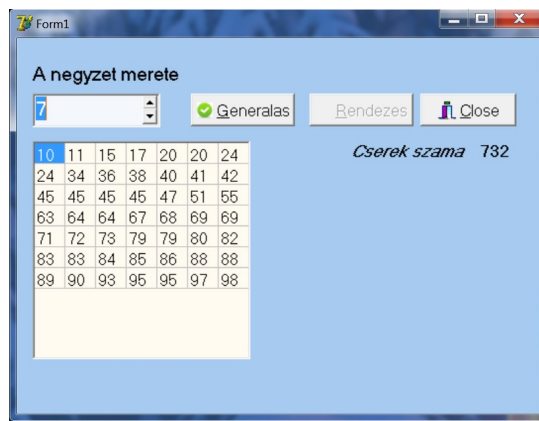 Form1
A negyzet merete
7 Generalas Rendezes Close
Cserek szama 732
10 11 15 17 20 20 24
24 34 36 38 40 41 42
45 45 45 45 47 51 55
63 64 64 67 68 69 69
71 72 73 79 79 80 82
83 83 84 85 86 88 88
89 90 93 95 95 97 98